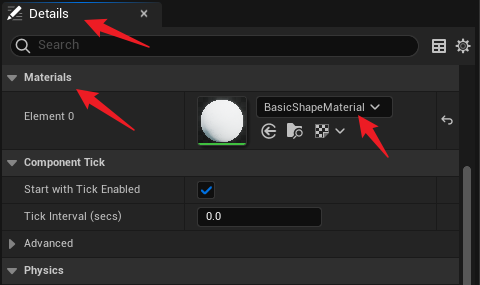 Details
Search
Materials
Element 0
BasicShapeMaterial
Component Tick
Start with Tick Enabled
Tick Interval (secs)
0.0
Advanced
Physics